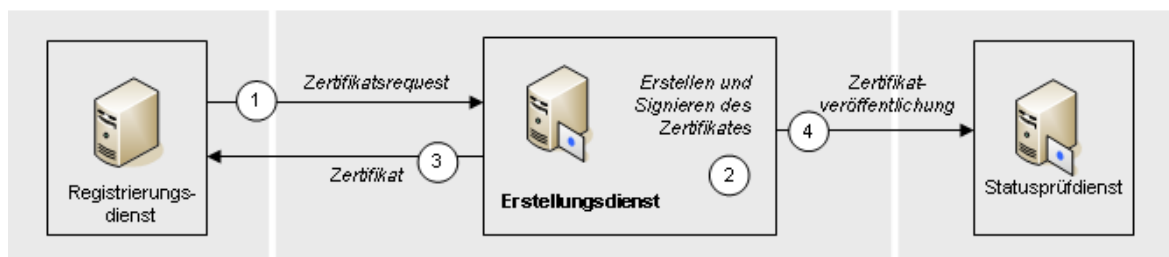 Registrierungs-
dienst
1
Zertifikatsrequest
3
Zertifikat
Erstellen und
Signieren des
Zertifikates
2
Erstellungsdienst
4
Zertifikat-
veröffentlichung
Statusprüfdienst